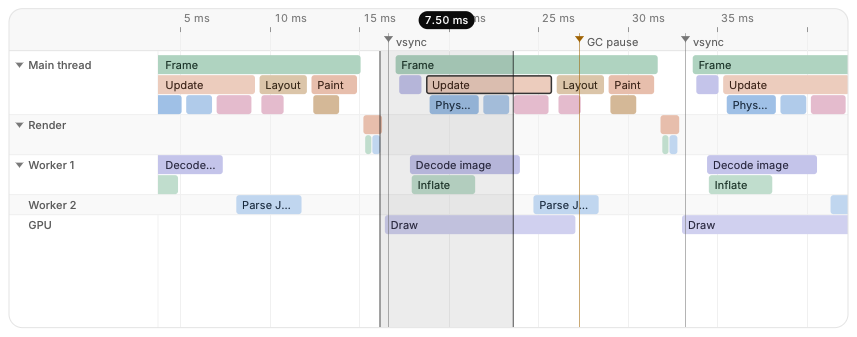 5 ms 10 ms 15 ms 7.50 ms ms 25 ms 30 ms 35 ms
vsync GC pause vsync
Main thread Frame Frame Frame
Update Layout Paint Update Layout Paint Update
Phys... Phys...
Render
Worker 1 Decode... Decode image Decode image
Inflate Inflate
Worker 2 Parse J... Parse J...
GPU Draw Draw